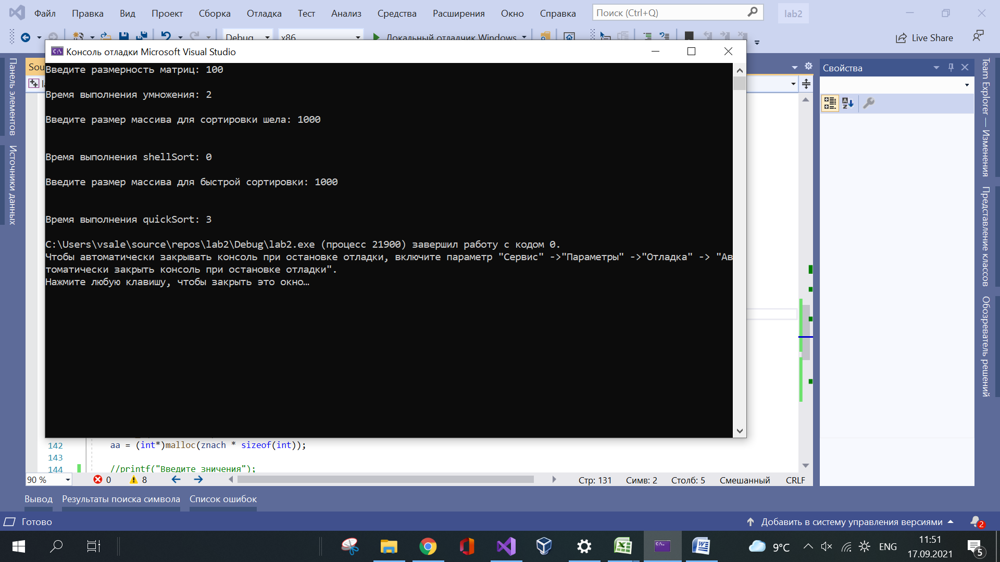 Файл Правка Вид Проект Сборка Отладка Тест Анализ Средства Расширения Окно Справка Поиск (Ctrl+Q) lab2
Debug x86 Локальный отладчик Windows Live Share
Консоль отладки Microsoft Visual Studio
Введите размерность матриц: 100
Время выполнения умножения: 2
Введите размер массива для сортировки шела: 1000
Время выполнения shellSort: 0
Введите размер массива для быстрой сортировки: 1000
Время выполнения quickSort: 3
C:\Users\vsale\source\repos\lab2\Debug\lab2.exe (процесс 21900) завершил работу с кодом 0.
Чтобы автоматически закрывать консоль при остановке отладки, включите параметр "Сервис" ->"Параметры" ->"Отладка" -> "Ав
томатически закрыть консоль при остановке отладки".
Нажмите любую клавишу, чтобы закрыть это окно…
Панель элементов
Источники данных
Sou
Свойства
Team Explorer — Изменения
Представление классов
Обозреватель решений
142 aa = (int*)malloc(znach * sizeof(int));
143
144 //printf("Введите зничения");
90 % 0 8 Стр: 131 Симв: 2 Столб: 5 Смешанный CRLF
Вывод Результаты поиска символа Список ошибок
Готово Добавить в систему управления версиями 2
9°C ENG 11:51
17.09.2021 5